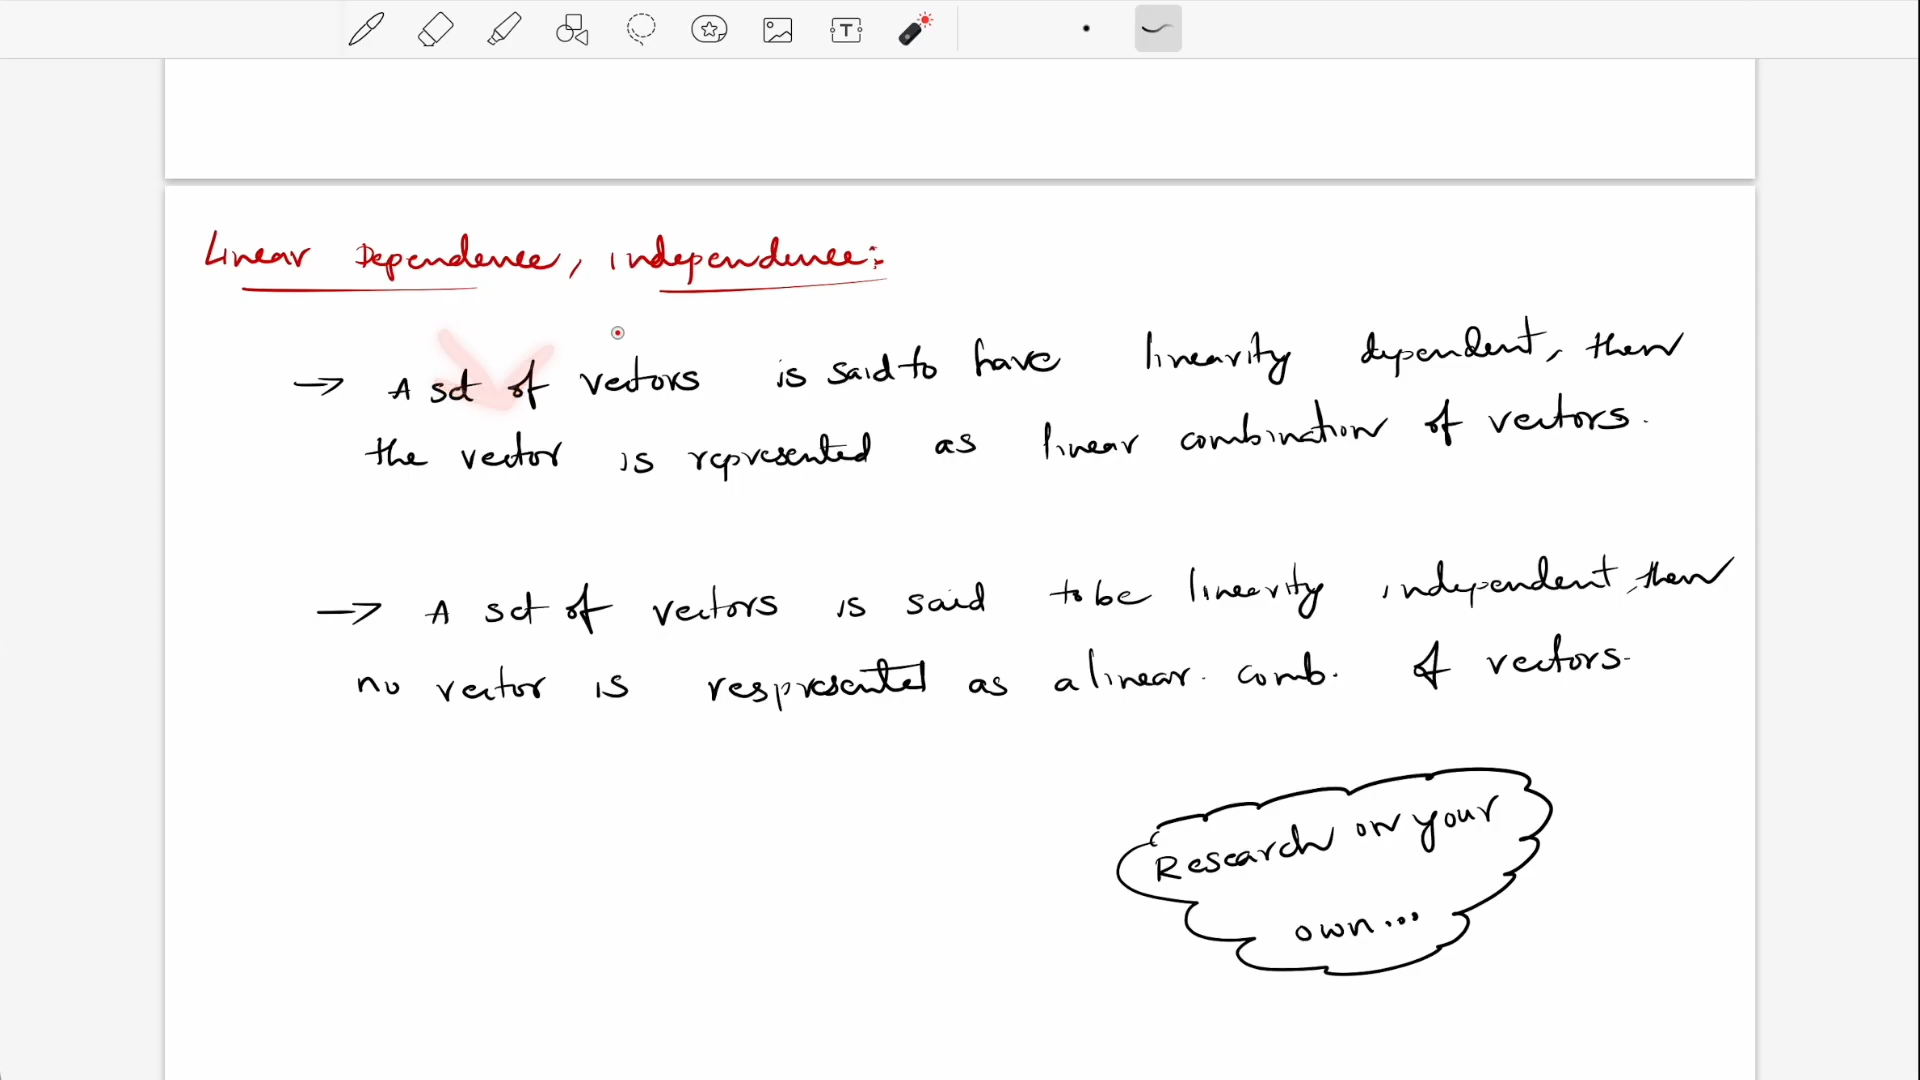 Linear Dependence, independence:
→ A set of vectors is said to have linearity dependent, then
the vector is represented as linear combination of vectors.
→ A set of vectors is said to be linearity independent, then
no vector is respresented as a linear. comb. of vectors.
Research on your
own...